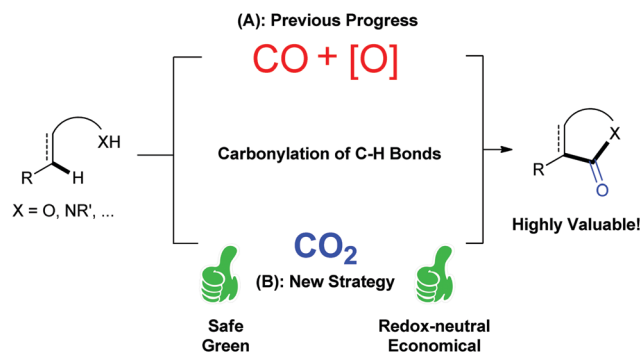 (A): Previous Progress
CO + [O]
XH
R
H
X = O, NR', ...
Carbonylation of C-H Bonds
X
R
O
Highly Valuable!
CO₂
(B): New Strategy
Safe
Green
Redox-neutral
Economical